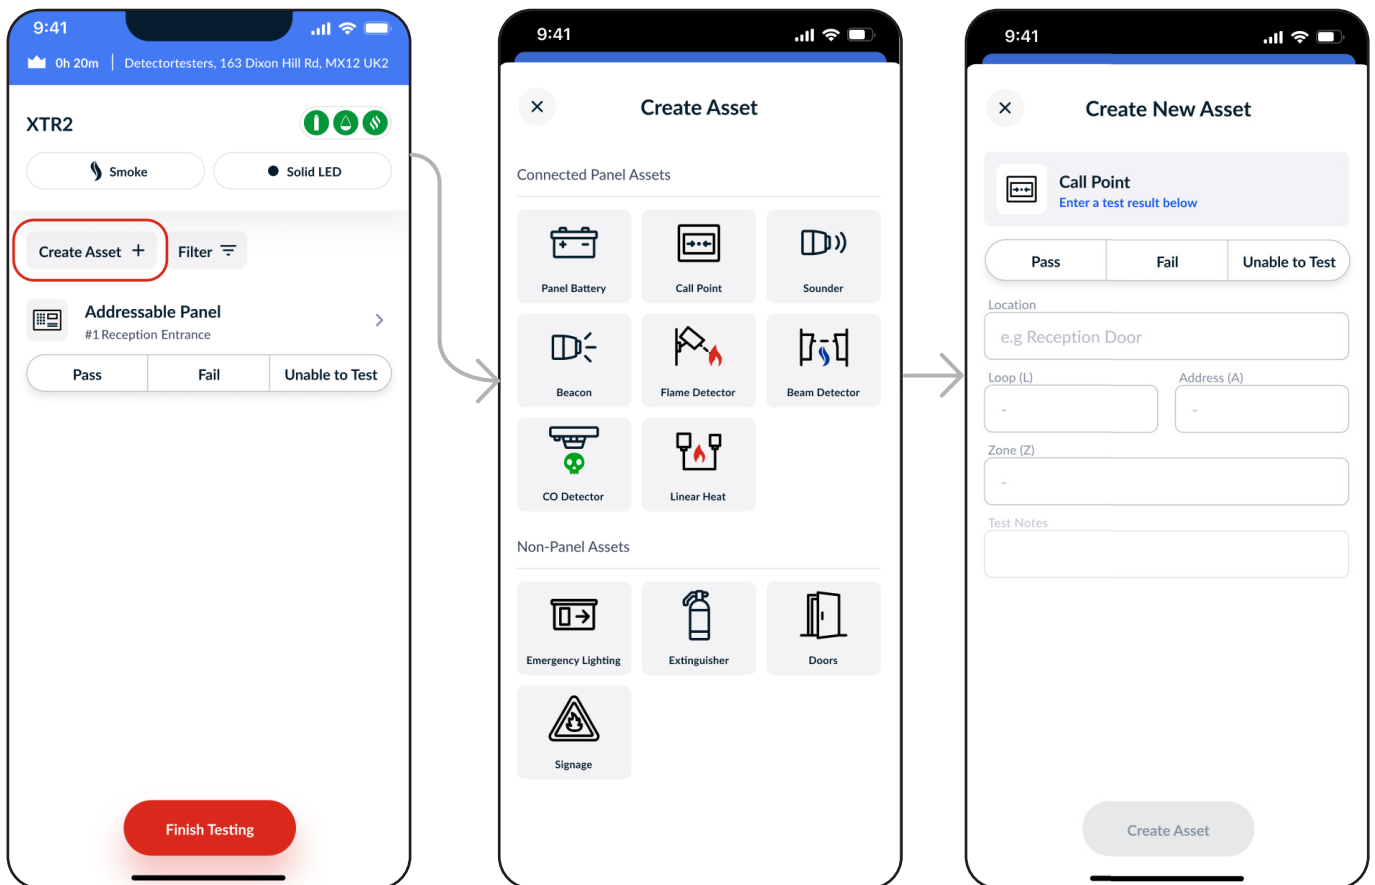 9:41
0h 20m | Detectortesters, 163 Dixon Hill Rd, MX12 UK2
XTR2
Smoke
Solid LED
Create Asset +
Filter
Addressable Panel
#1 Reception Entrance
Pass
Fail
Unable to Test
Finish Testing
9:41
Create Asset
Connected Panel Assets
Panel Battery
Call Point
Sounder
Beacon
Flame Detector
Beam Detector
CO Detector
Linear Heat
Non-Panel Assets
Emergency Lighting
Extinguisher
Doors
Signage
9:41
Create New Asset
Call Point
Enter a test result below
Pass
Fail
Unable to Test
Location
e.g Reception Door
Loop (L)
Address (A)
-
-
Zone (Z)
-
Test Notes
Create Asset